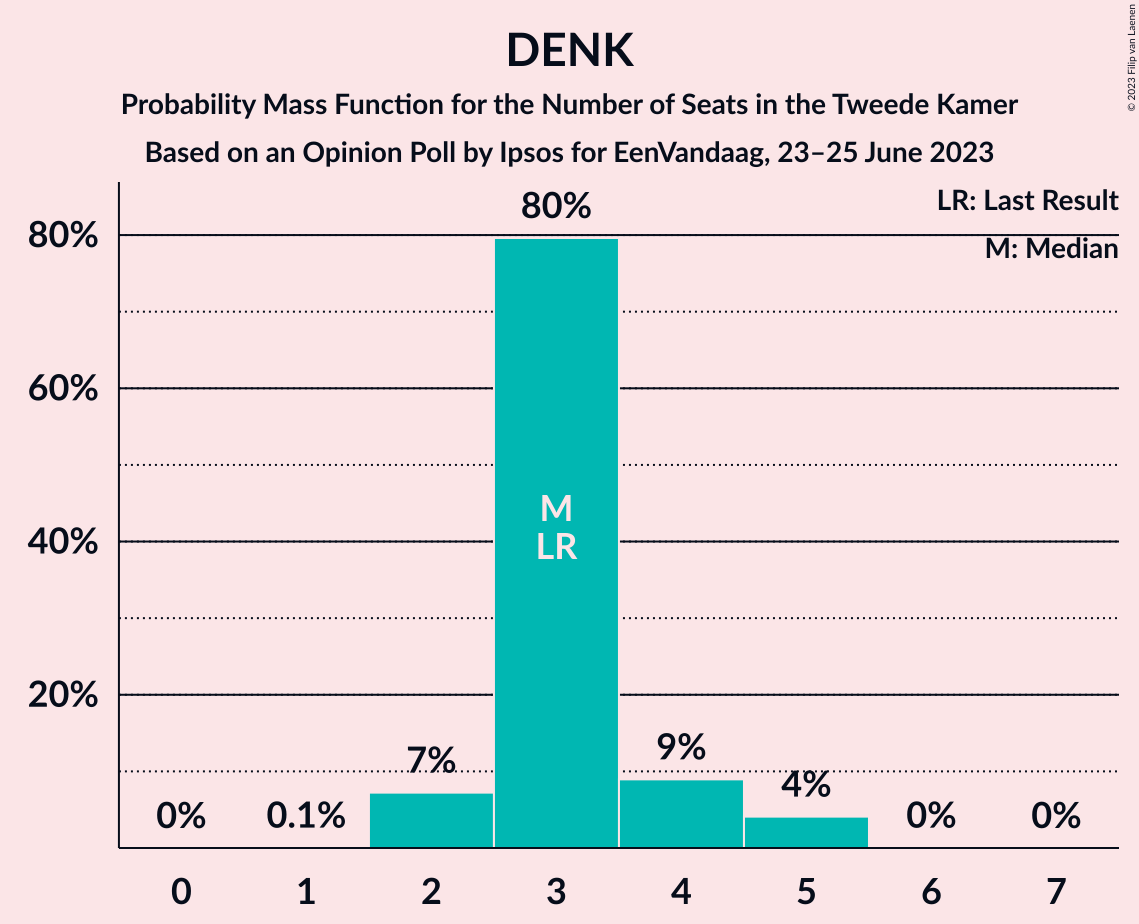 DENK
Probability Mass Function for the Number of Seats in the Tweede Kamer
Based on an Opinion Poll by Ipsos for EenVandaag, 23–25 June 2023
© 2023 Filip van Laenen
LR: Last Result
M: Median
80%
60%
40%
20%
0%
0.1%
7%
80%
M
LR
9%
4%
0%
0%
0 1 2 3 4 5 6 7